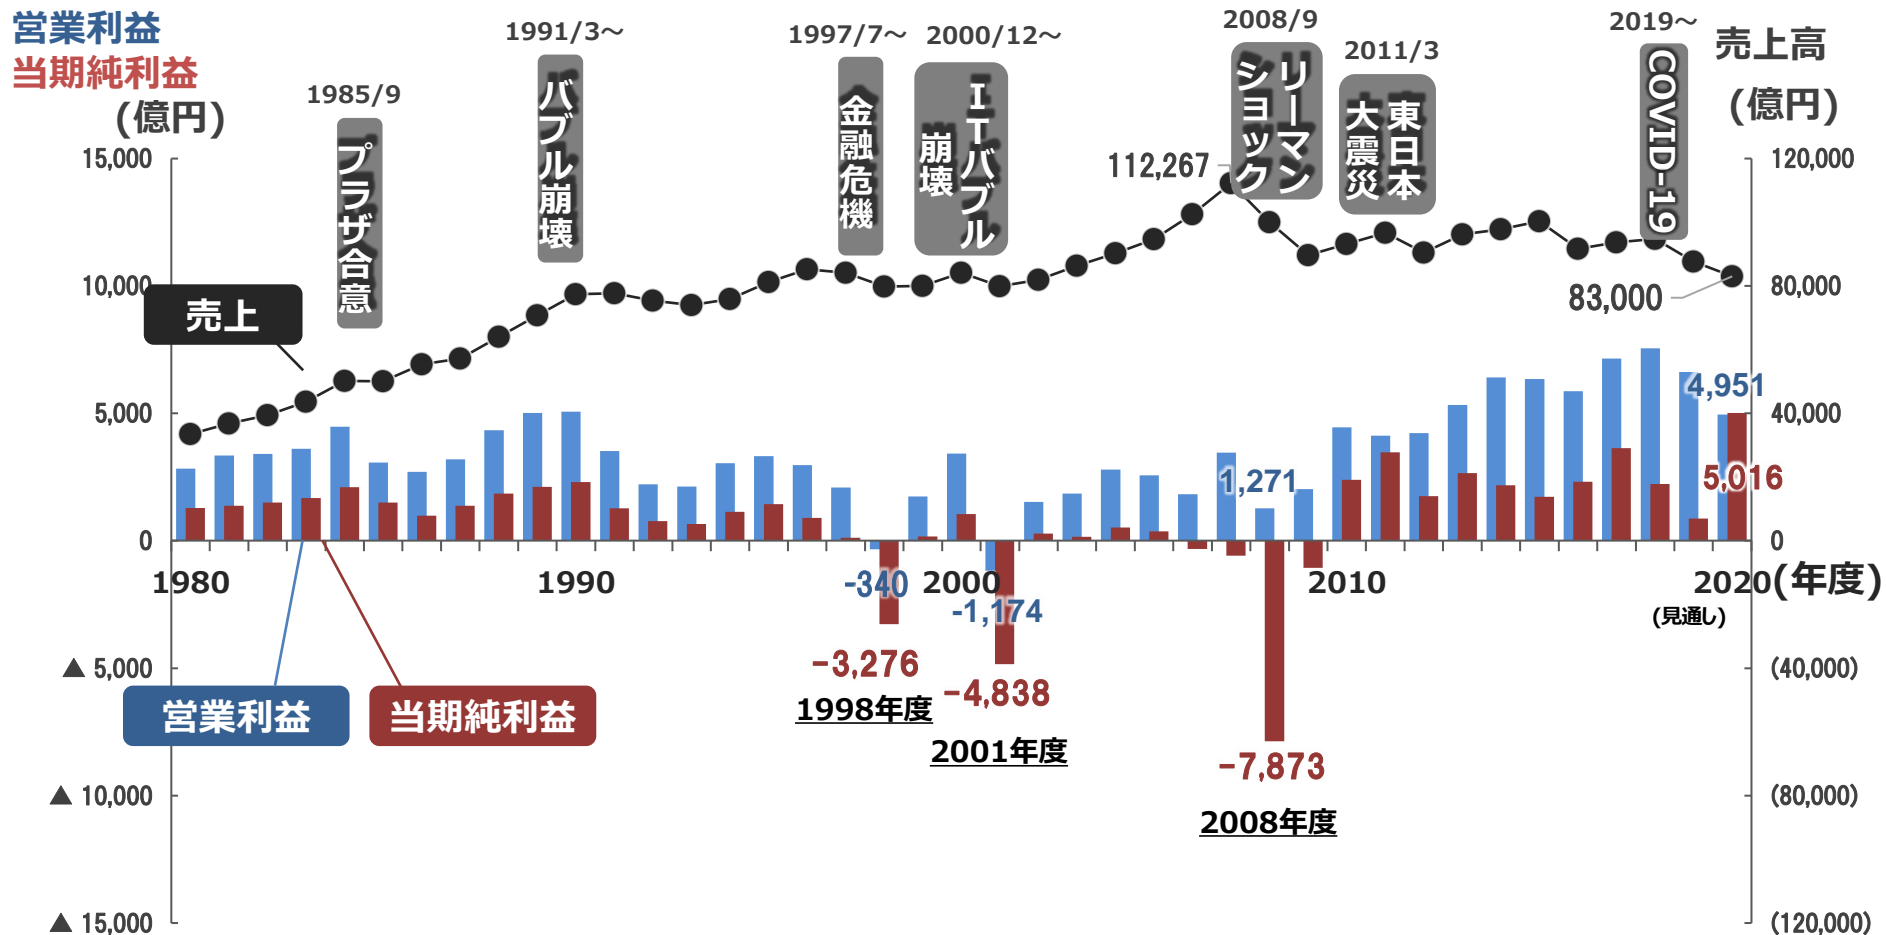 営業利益
当期純利益
(億円)
売上高
(億円)
1985/9
プラザ合意
1991/3～
バブル崩壊
1997/7～
金融危機
2000/12～
ITバブル
崩壊
2008/9
リーマン
ショック
2011/3
東日本
大震災
2019～
COVID-19
15,000
10,000
5,000
0
▲ 5,000
▲ 10,000
▲ 15,000
120,000
80,000
40,000
0
(40,000)
(80,000)
(120,000)
112,267
83,000
売上
4,951
5,016
1,271
-340
-1,174
-3,276
-4,838
-7,873
1998年度
2001年度
2008年度
1980
1990
2000
2010
2020
(年度)
(見通し)
営業利益
当期純利益